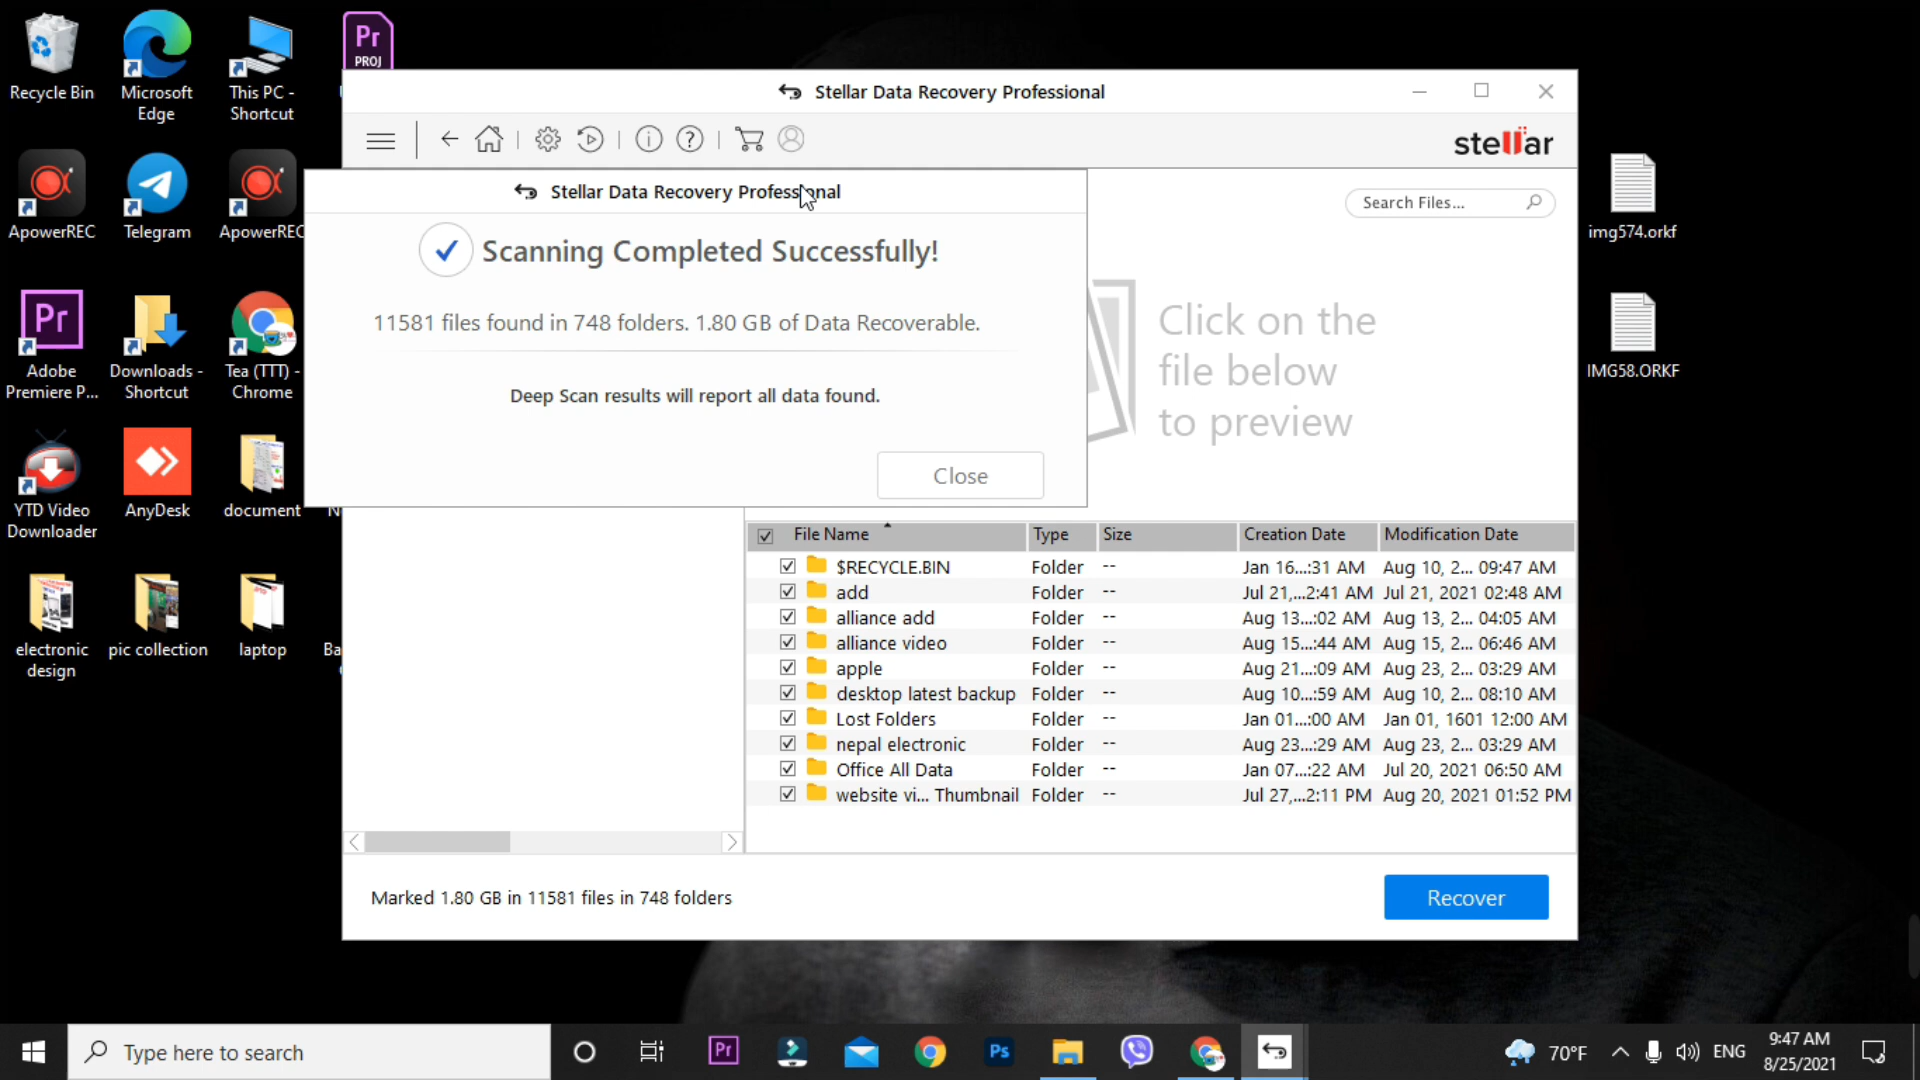 Recycle Bin
Microsoft
Edge
This PC -
Shortcut
Pr
PROJ
ApowerREC
Telegram
ApowerREC
Pr
Adobe
Premiere P...
Downloads -
Shortcut
Tea (TTT) -
Chrome
YTD Video
Downloader
AnyDesk
document
electronic
design
pic collection
laptop
Ba
img574.orkf
IMG58.ORKF
Stellar Data Recovery Professional
stellar
Search Files...
Stellar Data Recovery Professional
Scanning Completed Successfully!
11581 files found in 748 folders. 1.80 GB of Data Recoverable.
Deep Scan results will report all data found.
Close
Click on the
file below
to preview
File Name Type Size Creation Date Modification Date
$RECYCLE.BIN Folder -- Jan 16...:31 AM Aug 10, 2... 09:47 AM
add Folder -- Jul 21,...2:41 AM Jul 21, 2021 02:48 AM
alliance add Folder -- Aug 13...:02 AM Aug 13, 2... 04:05 AM
alliance video Folder -- Aug 15...:44 AM Aug 15, 2... 06:46 AM
apple Folder -- Aug 21...:09 AM Aug 23, 2... 03:29 AM
desktop latest backup Folder -- Aug 10...:59 AM Aug 10, 2... 08:10 AM
Lost Folders Folder -- Jan 01...:00 AM Jan 01, 1601 12:00 AM
nepal electronic Folder -- Aug 23...:29 AM Aug 23, 2... 03:29 AM
Office All Data Folder -- Jan 07...:22 AM Jul 20, 2021 06:50 AM
website vi... Thumbnail Folder -- Jul 27,...2:11 PM Aug 20, 2021 01:52 PM
Marked 1.80 GB in 11581 files in 748 folders
Recover
Type here to search
Pr
Ps
70°F
ENG
9:47 AM
8/25/2021